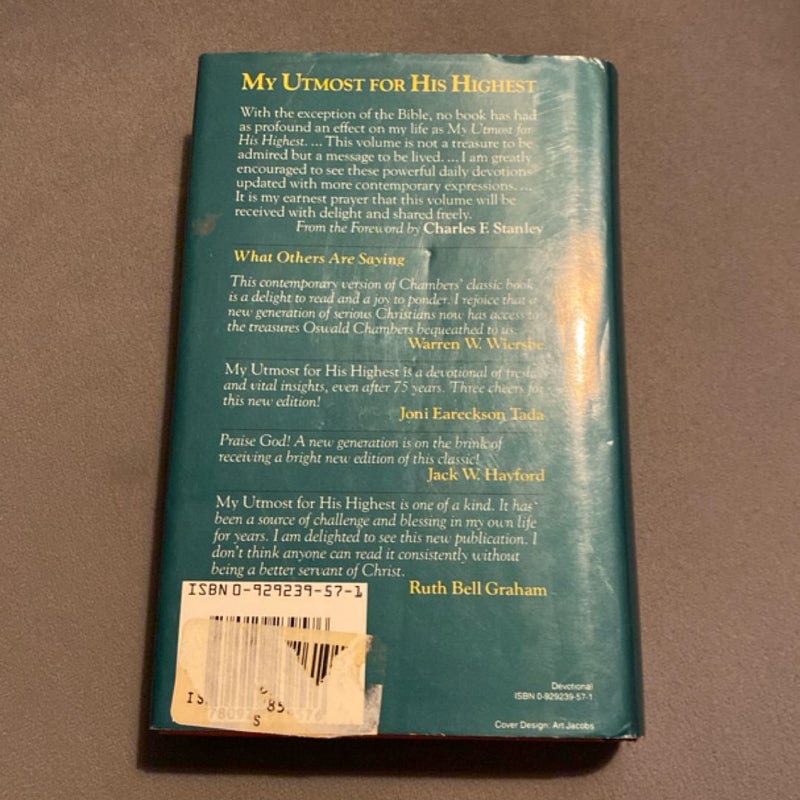 MY UTMOST FOR HIS HIGHEST
With the exception of the Bible, no book has had
as profound an effect on my life as My Utmost for
His Highest. ... This volume is not a treasure to be
admired but a message to be lived. ... I am greatly
encouraged to see these powerful daily devotions
updated with more contemporary expressions. ...
It is my earnest prayer that this volume will be
received with delight and shared freely.
From the Foreword by Charles F. Stanley
What Others Are Saying
This contemporary version of Chambers' classic book
is a delight to read and a joy to ponder. I rejoice that a
new generation of serious Christians now has access to
the treasures Oswald Chambers bequeathed to us.
Warren W. Wiersbe
My Utmost for His Highest is a devotional of fresh
and vital insights, even after 75 years. Three cheers for
this new edition!
Joni Eareckson Tada
Praise God! A new generation is on the brink of
receiving a bright new edition of this classic!
Jack W. Hayford
My Utmost for His Highest is one of a kind. It has
been a source of challenge and blessing in my own life
for years. I am delighted to see this new publication. I
don't think anyone can read it consistently without
being a better servant of Christ.
Ruth Bell Graham
ISBN 0-929239-57-1
Devotional
ISBN 0-929239-57-1
Cover Design: Art Jacobs